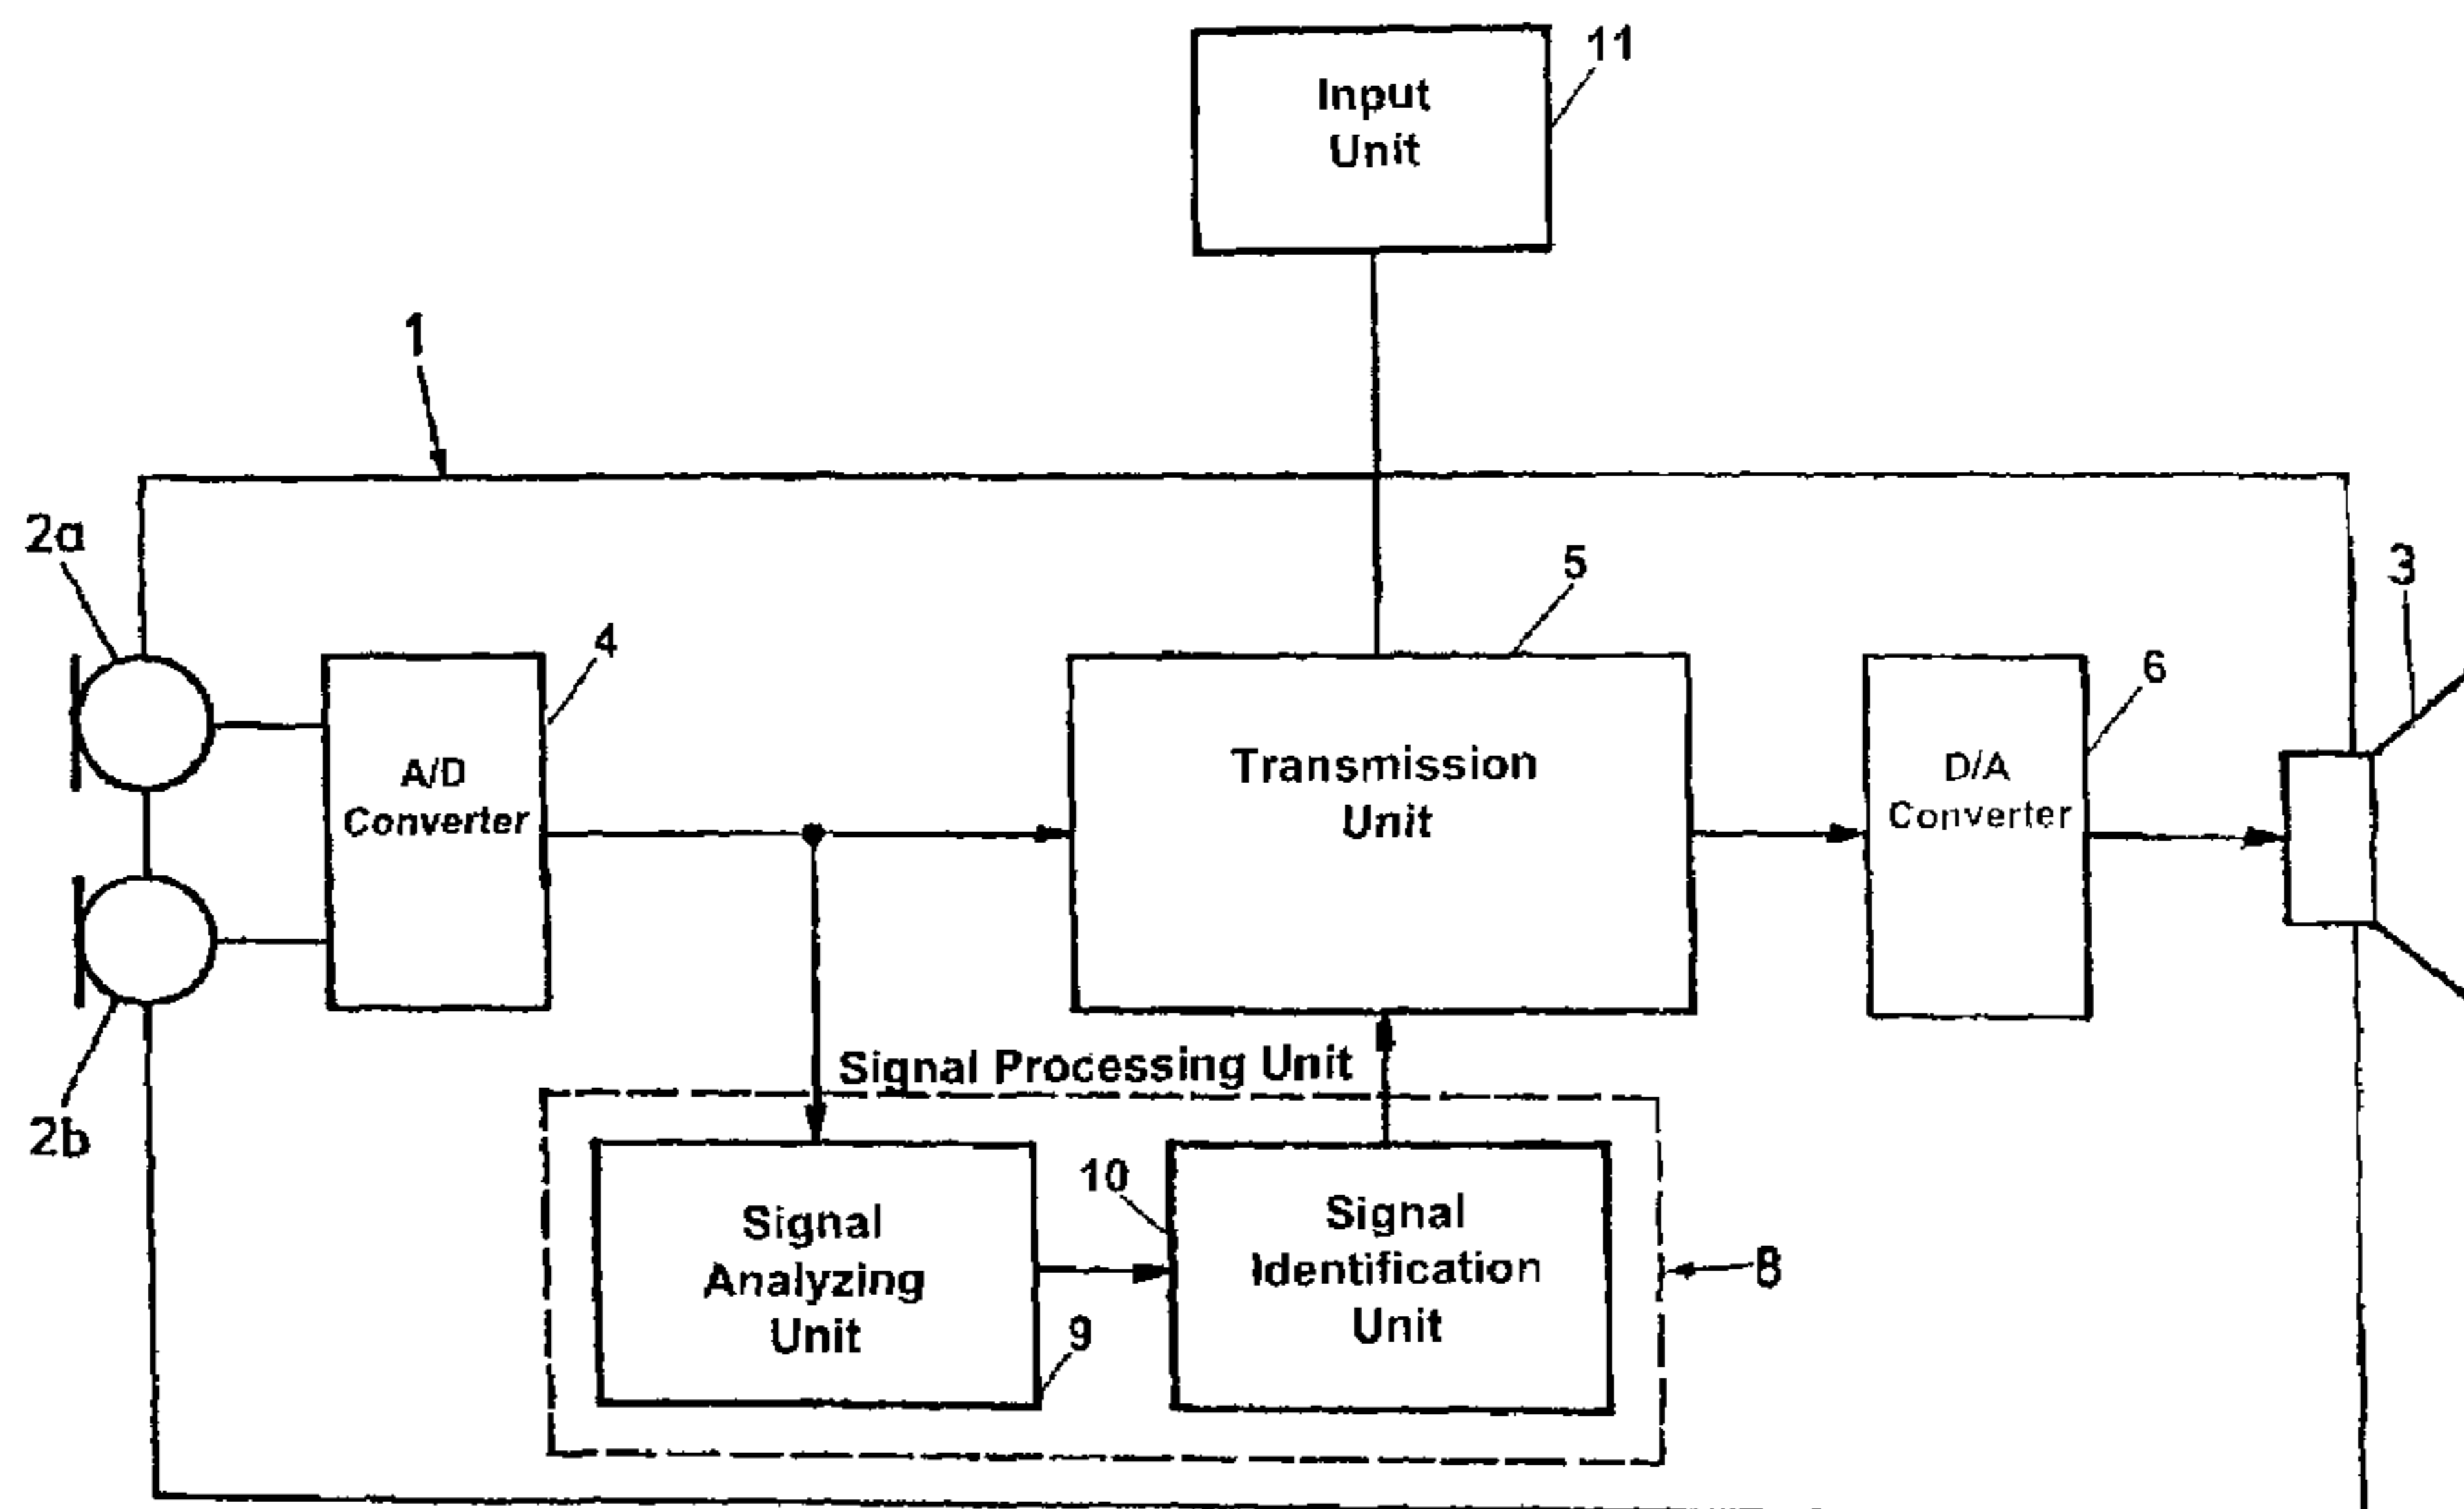 11
Input
Unit
1
2a
5
3
4
6
Transmission
Unit
A/D
Converter
D/A
Converter
Signal Processing Unit
2b
10
Signal
Analyzing
Unit
Signal
Identification
Unit
8
9